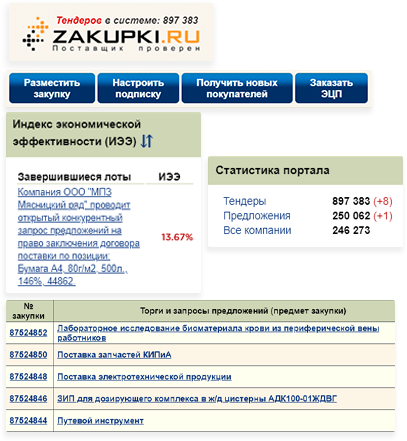 Тендеров в системе: 897 383
ZAKUPKI.RU
Поставщик проверен
Разместить закупку
Настроить подписку
Получить новых покупателей
Заказать ЭЦП
Индекс экономической
эффективности (ИЭЭ)
Завершившиеся лоты ИЭЭ
Компания ООО "МПЗ
Мясницкий ряд" проводит
открытый конкурентный
запрос предложений на
право заключения договора
поставки по позиции:
Бумага А4, 80г/м2, 500л.,
146%, 44862.
13.67%
Статистика портала
Тендеры 897 383 (+8)
Предложения 250 062 (+1)
Все компании 246 273
№ закупки
Торги и запросы предложений (предмет закупки)
87524852 Лабораторное исследование биоматериала крови из периферической вены
работников
87524850 Поставка запчастей КИПиА
87524848 Поставка электротехнической продукции
87524846 ЗИП для дозирующего комплекса в ж/д цистерны АДК100-01ЖДВГ
87524844 Путевой инструмент